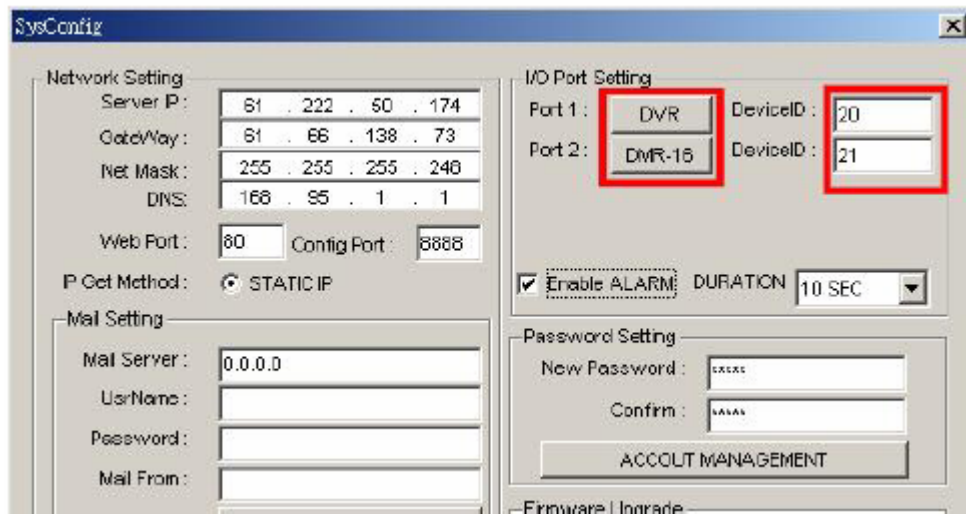 SysConfig
Network Setting
Server IP: 61 . 222 . 50 . 174
GateWay: 61 . 66 . 138 . 73
Net Mask: 255 . 255 . 255 . 248
DNS: 168 . 95 . 1 . 1
Web Port: 80 Config Port: 8888
IP Get Method: STATIC IP
Mail Setting
Mail Server: 0.0.0.0
UsrName:
Password:
Mail From:
I/O Port Setting
Port 1: DVR DeviceID: 20
Port 2: DMR-16 DeviceID: 21
Enable ALARM DURATION 10 SEC
Password Setting
New Password: *****
Confirm: *****
ACCOUT MANAGEMENT
Firmware Upgrade